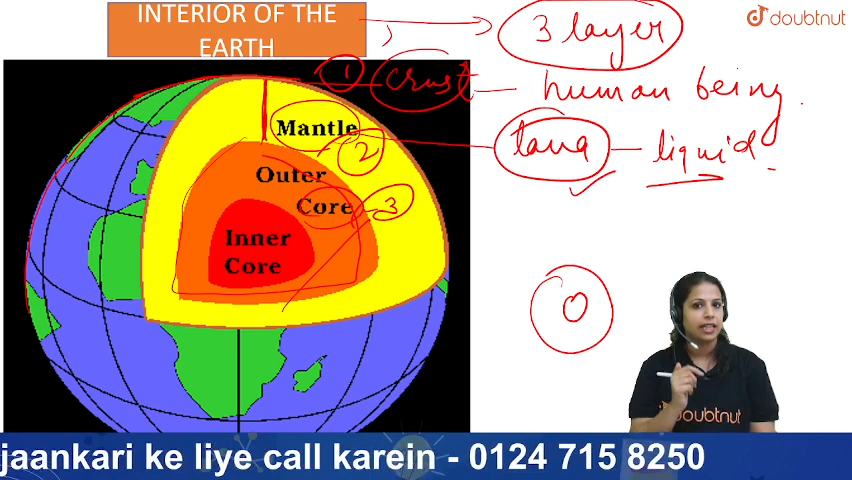 INTERIOR OF THE
EARTH
3 layer
doubtnut
1 crust - human being.
Mantle
2
lava - liquid
Outer
Core
3
Inner
Core
0
doubtnut
jaankari ke liye call karein - 0124 715 8250